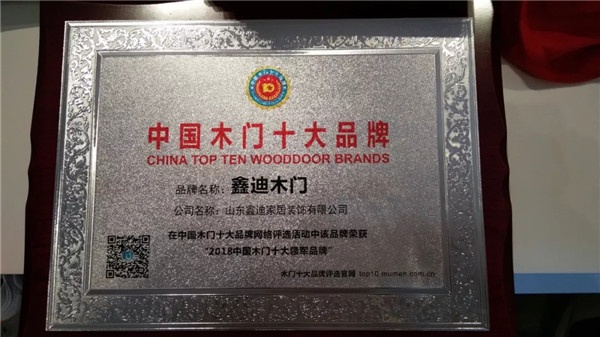 中国木门十大品牌
CHINA TOP TEN WOODDOOR BRANDS
品牌名称：鑫迪木门
公司名称：山东鑫迪家居装饰有限公司
在中国木门十大品牌网络评选活动中该品牌荣获
“2018中国木门十大领军品牌”
木门十大品牌评选官网 top10.mumen.com.cn